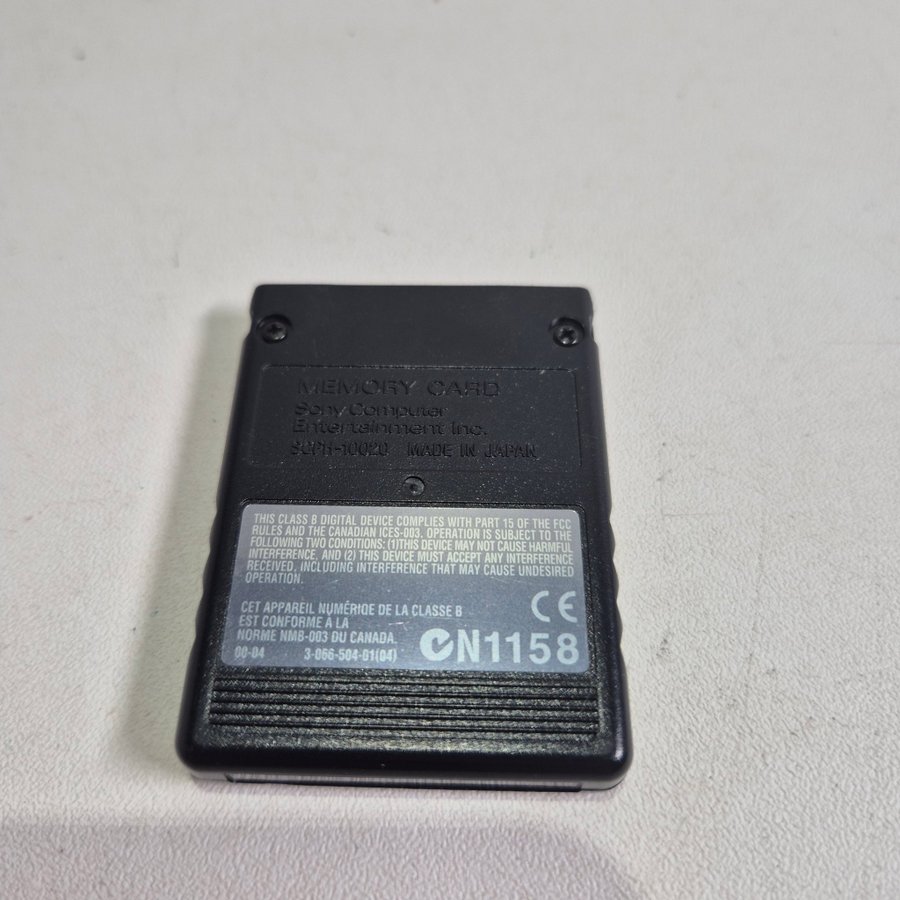 MEMORY CARD
Sony Computer
Entertainment Inc.
SCPH-10020 MADE IN JAPAN
THIS CLASS B DIGITAL DEVICE COMPLIES WITH PART 15 OF THE FCC
RULES AND THE CANADIAN ICES-003. OPERATION IS SUBJECT TO THE
FOLLOWING TWO CONDITIONS: (1)THIS DEVICE MAY NOT CAUSE HARMFUL
INTERFERENCE, AND (2) THIS DEVICE MUST ACCEPT ANY INTERFERENCE
RECEIVED, INCLUDING INTERFERENCE THAT MAY CAUSE UNDESIRED
OPERATION.
CET APPAREIL NUMÉRIQE DE LA CLASSE B
EST CONFORME À LA
NORME NMB-003 DU CANADA.
CE
00-04 3-066-504-01(04)
N1158